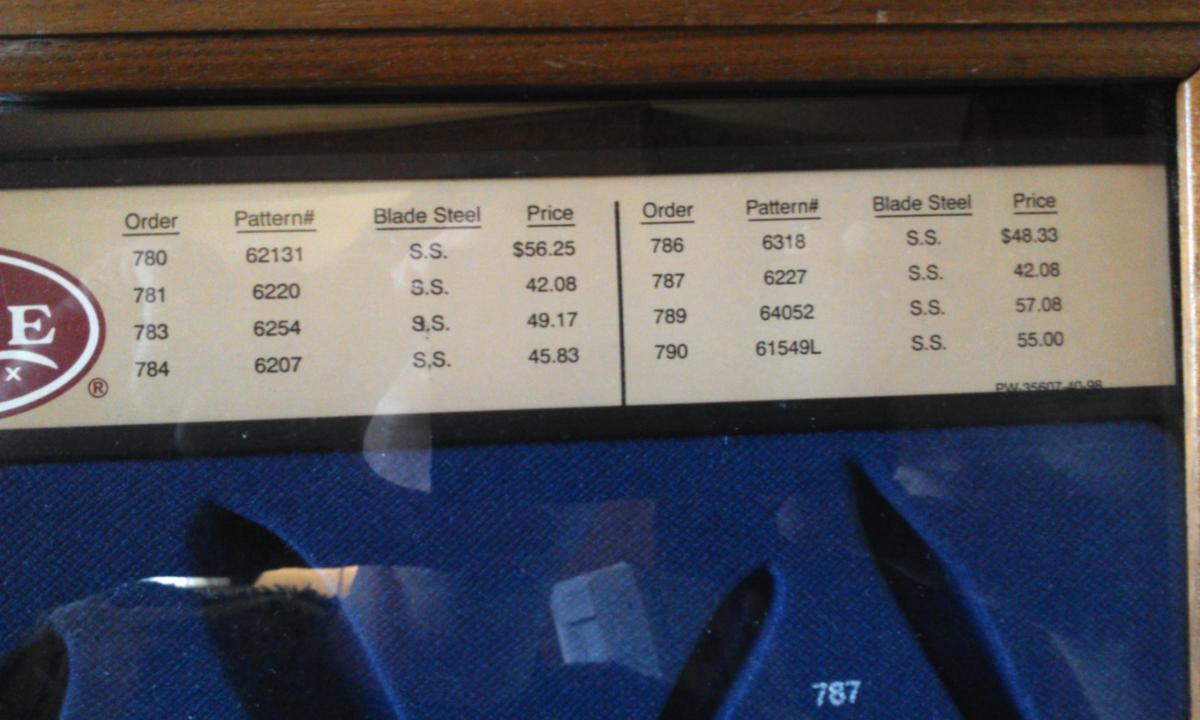 Order Pattern# Blade Steel Price
780 62131 S.S. $56.25
781 6220 S.S. 42.08
783 6254 S.S. 49.17
784 6207 S.S. 45.83
Order Pattern# Blade Steel Price
786 6318 S.S. $48.33
787 6227 S.S. 42.08
789 64052 S.S. 57.08
790 61549L S.S. 55.00
E
X
®
787